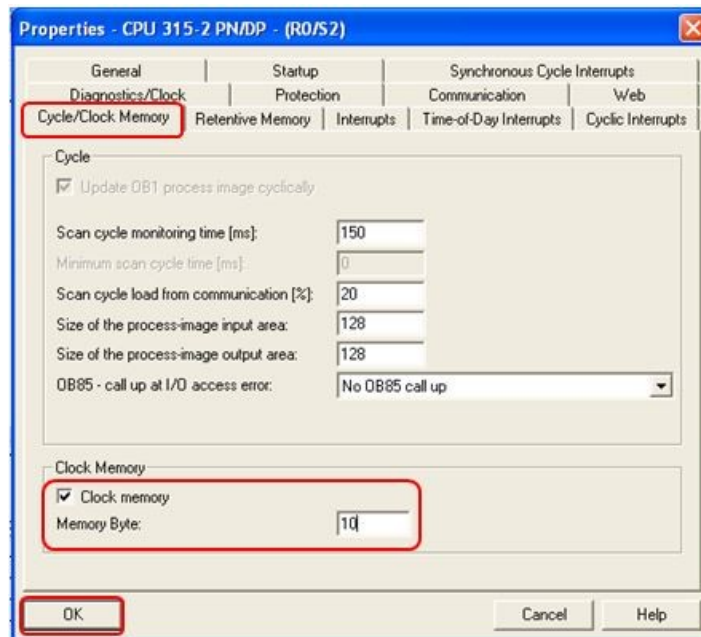 Properties - CPU 315-2 PN/DP - (R0/S2)
General Startup Synchronous Cycle Interrupts
Diagnostics/Clock Protection Communication Web
Cycle/Clock Memory Retentive Memory Interrupts Time-of-Day Interrupts Cyclic Interrupts
Cycle
Update OB1 process image cyclically
Scan cycle monitoring time [ms]: 150
Minimum scan cycle time [ms]: 0
Scan cycle load from communication [%]: 20
Size of the process-image input area: 128
Size of the process-image output area: 128
OB85 - call up at I/O access error: No OB85 call up
Clock Memory
Clock memory
Memory Byte: 10
OK Cancel Help